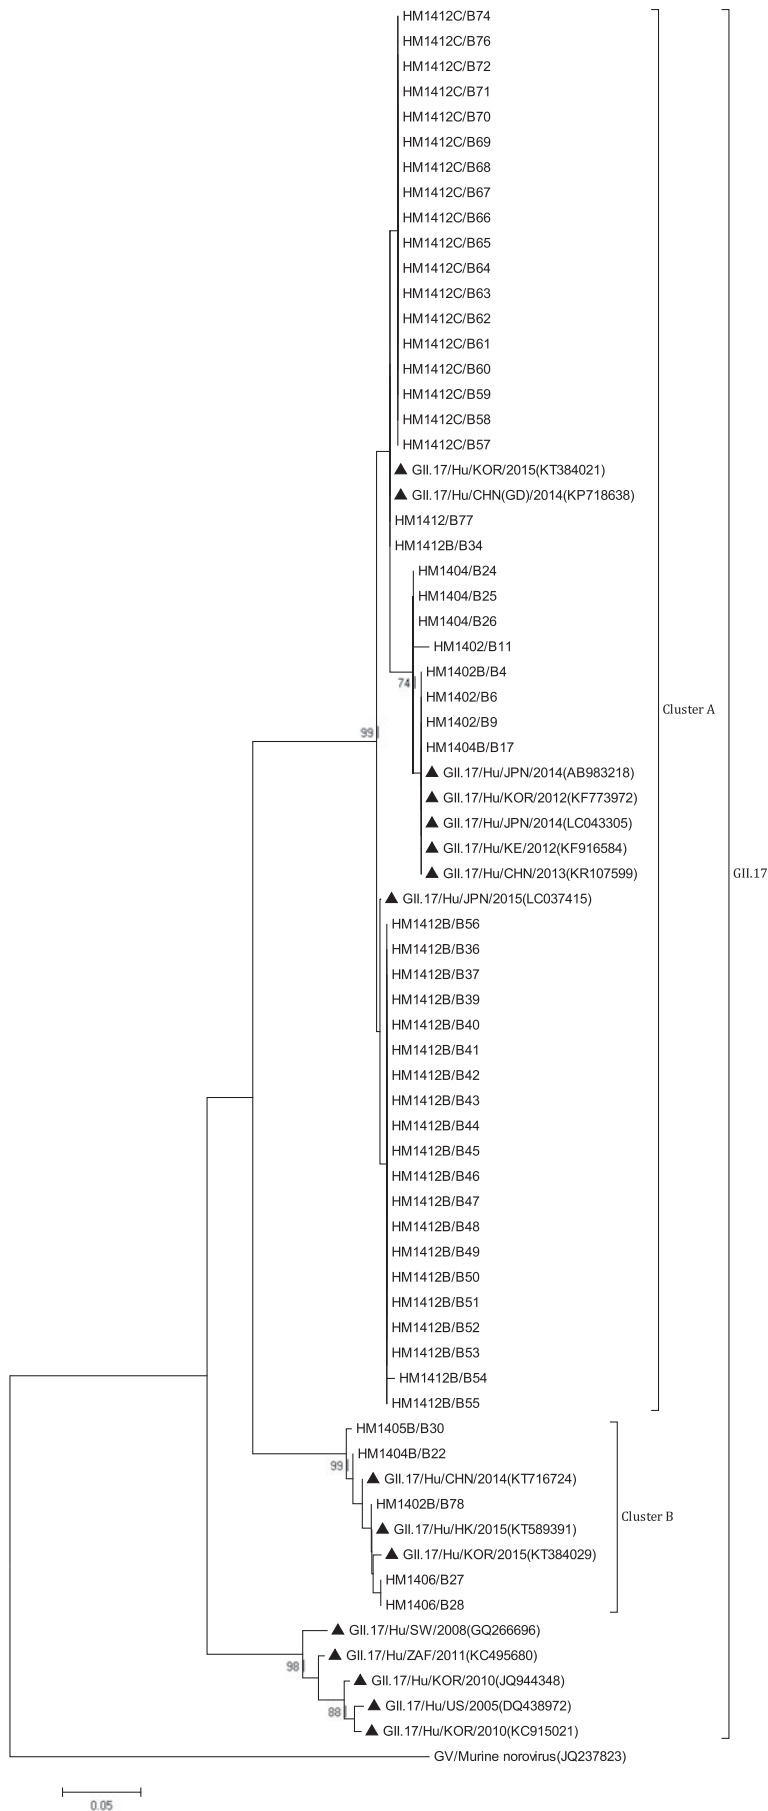 HM1412C/B74
HM1412C/B76
HM1412C/B72
HM1412C/B71
HM1412C/B70
HM1412C/B69
HM1412C/B68
HM1412C/B67
HM1412C/B66
HM1412C/B65
HM1412C/B64
HM1412C/B63
HM1412C/B62
HM1412C/B61
HM1412C/B60
HM1412C/B59
HM1412C/B58
HM1412C/B57
▲ GII.17/Hu/KOR/2015(KT384021)
▲ GII.17/Hu/CHN(GD)/2014(KP718638)
HM1412/B77
HM1412B/B34
HM1404/B24
HM1404/B25
HM1404/B26
HM1402/B11
HM1402B/B4
74
HM1402/B6
Cluster A
HM1402/B9
99
HM1404B/B17
▲ GII.17/Hu/JPN/2014(AB983218)
▲ GII.17/Hu/KOR/2012(KF773972)
▲ GII.17/Hu/JPN/2014(LC043305)
▲ GII.17/Hu/KE/2012(KF916584)
▲ GII.17/Hu/CHN/2013(KR107599)
GII.17
▲ GII.17/Hu/JPN/2015(LC037415)
HM1412B/B56
HM1412B/B36
HM1412B/B37
HM1412B/B39
HM1412B/B40
HM1412B/B41
HM1412B/B42
HM1412B/B43
HM1412B/B44
HM1412B/B45
HM1412B/B46
HM1412B/B47
HM1412B/B48
HM1412B/B49
HM1412B/B50
HM1412B/B51
HM1412B/B52
HM1412B/B53
HM1412B/B54
HM1412B/B55
HM1405B/B30
HM1404B/B22
99
▲ GII.17/Hu/CHN/2014(KT716724)
HM1402B/B78
Cluster B
▲ GII.17/Hu/HK/2015(KT589391)
▲ GII.17/Hu/KOR/2015(KT384029)
HM1406/B27
HM1406/B28
▲ GII.17/Hu/SW/2008(GQ266696)
▲ GII.17/Hu/ZAF/2011(KC495680)
98
▲ GII.17/Hu/KOR/2010(JQ944348)
▲ GII.17/Hu/US/2005(DQ438972)
88
▲ GII.17/Hu/KOR/2010(KC915021)
GV/Murine norovirus(JQ237823)
0.05